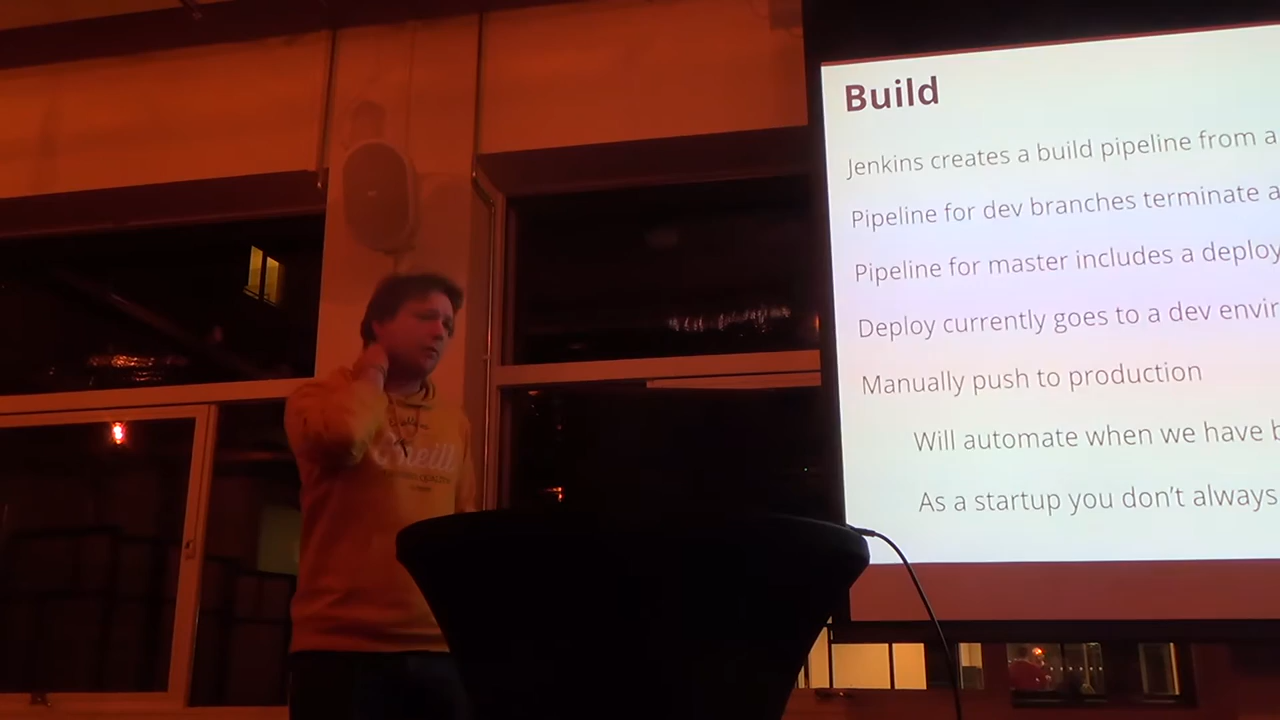 Build
Jenkins creates a build pipeline from a
Pipeline for dev branches terminate a
Pipeline for master includes a deploy
Deploy currently goes to a dev envir
Manually push to production
Will automate when we have b
As a startup you don't always
O'Neill